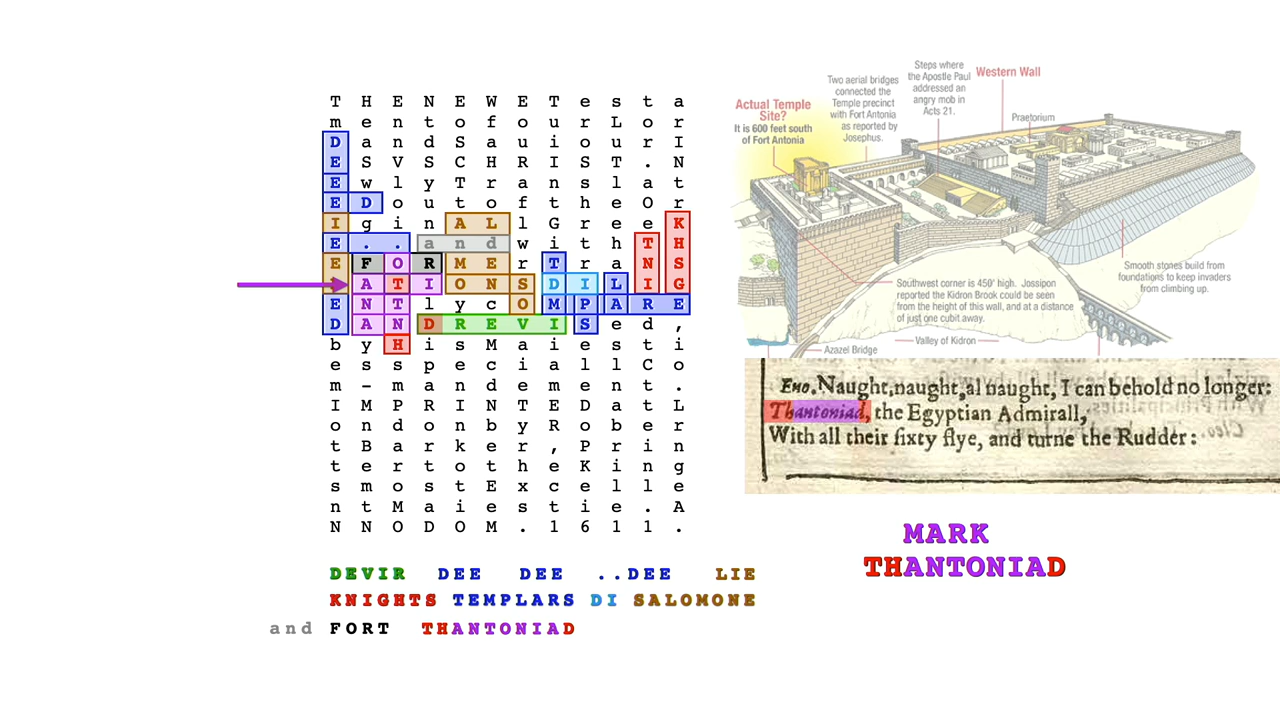 T H E N E W E T e s t a
m e n t o f o u r L o r
D a n d S a u i o u r I
E S V S C H R I S T . N
E w l y T r a n s l a t
E D o u t o f t h e O r
I g i n A L l G r e e K
E . . a n d w i t h T H
E F O R M E r T r a N S
A T I O N S D I L I G
E N T l y c O M P A R E
D A N D R E V I S e d ,
b y H i s M a i e s t i
e s s p e c i a l l C o
m - m a n d e m e n t .
I M P R I N T E D a t L
o n d o n b y R O b e r
t B a r k e r , P r i n
t e r t o t h e K i n g
s m o s t E x c e l l e
n t M a i e s t i e . A
N N O D O M . 1 6 1 1 .
DEVIR DEE DEE ..DEE LIE
KNIGHTS TEMPLARS DI SALOMONE
and FORT THANTONIAD
Actual Temple
Site?
It is 600 feet south
of Fort Antonia
Two aerial bridges
connected the
Temple precinct
with Fort Antonia
as reported by
Josephus.
Steps where
the Apostle Paul
addressed an
angry mob in
Acts 21.
Western Wall
Praetorium
Southwest corner is 450' high. Jossipon
reported the Kidron Brook could be seen
from the height of this wall, and at a distance
of just one cubit away.
Smooth stones build from
foundations to keep invaders
from climbing up.
Azazel Bridge
Valley of Kidron
Eno. Naught, naught, al naught, I can behold no longer:
Thantoniad, the Egyptian Admirall,
With all their sixty flye, and turne the Rudder:
MARK
THANTONIAD